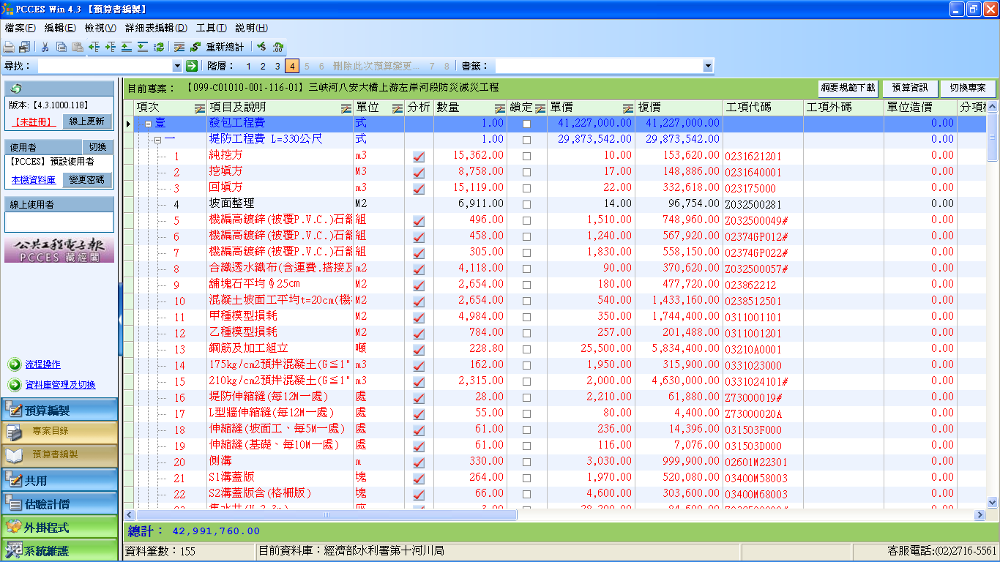 PCCES Win 4.3 【預算書編製】
檔案(F) 編輯(E) 檢視(V) 詳細表編輯(D) 工具(T) 說明(H)
重新總計
尋找： 階層： 1 2 3 4 5 6 刪除此次預算變更... 7 8 書籤：
版本:【4.3.1000.118】
【未註冊】 線上更新
使用者 切換
【PCCES】預設使用者
本機資料庫 變更密碼
線上使用者
公共工程電子報
PCCES 藏經閣
流程操作
資料庫管理及切換
預算編製
專案目錄
預算書編製
共用
估驗計價
外掛程式
系統維護
目前專案： 【099-C01010-001-116-01】三峽河八安大橋上游左岸河段防災減災工程 綱要規範下載 預算資訊 切換專案
項次 項目及說明 單位 分析 數量 鎖定 單價 複價 工項代碼 工項外碼 單位造價
壹 發包工程費 式 1.00 41,227,000.00 41,227,000.00 0.00
一 堤防工程費 L=330公尺 式 1.00 29,873,542.00 29,873,542.00 0.00
1 純挖方 m3 15,362.00 10.00 153,620.00 0231621201 0.00
2 挖填方 M3 8,758.00 17.00 148,886.00 0231640001 0.00
3 回填方 M3 15,119.00 22.00 332,618.00 023175000 0.00
4 坡面整理 M2 6,911.00 14.00 96,754.00 Z032500281 0.00
5 機編高鍍鋅(被覆P.V.C.)石籠 組 496.00 1,510.00 748,960.00 Z032500049# 0.00
6 機編高鍍鋅(被覆P.V.C.)石籠 組 458.00 1,240.00 567,920.00 02374GP012# 0.00
7 機編高鍍鋅(被覆P.V.C.)石籠 組 305.00 1,830.00 558,150.00 02374GP022# 0.00
8 合織透水織布(含運費.搭接及 m2 4,118.00 90.00 370,620.00 Z032500057# 0.00
9 舖塊石平均§25cm M2 2,654.00 180.00 477,720.00 023862212 0.00
10 混凝土坡面工平均t=20cm(機 M2 2,654.00 540.00 1,433,160.00 0238512501 0.00
11 甲種模型損耗 M2 4,984.00 350.00 1,744,400.00 0311001101 0.00
12 乙種模型損耗 M2 784.00 257.00 201,488.00 0311001201 0.00
13 鋼筋及加工組立 噸 228.80 25,500.00 5,834,400.00 03210A0001 0.00
14 175kg/cm2預拌混凝土(G≦1" m3 162.00 1,950.00 315,900.00 0331023000 0.00
15 210kg/cm2預拌混凝土(G≦1" m3 2,315.00 2,000.00 4,630,000.00 0331024101# 0.00
16 堤防伸縮縫(每12M一處) 處 28.00 2,210.00 61,880.00 Z73000019# 0.00
17 L型牆伸縮縫(每12M一處) 處 55.00 80.00 4,400.00 Z73000020A 0.00
18 伸縮縫(坡面工、每5M一處) 處 61.00 236.00 14,396.00 031503F000 0.00
19 伸縮縫(基礎、每10M一處) 處 61.00 116.00 7,076.00 031503D000 0.00
20 側溝 m 330.00 3,030.00 999,900.00 02601M22301 0.00
21 S1溝蓋版 塊 264.00 1,970.00 520,080.00 03400M58003 0.00
22 S2溝蓋版含(格柵版) 塊 66.00 4,600.00 303,600.00 03400M68003 0.00
總計： 42,991,760.00
資料筆數：155 目前資料庫：經濟部水利署第十河川局 客服電話:(02)2716-5561